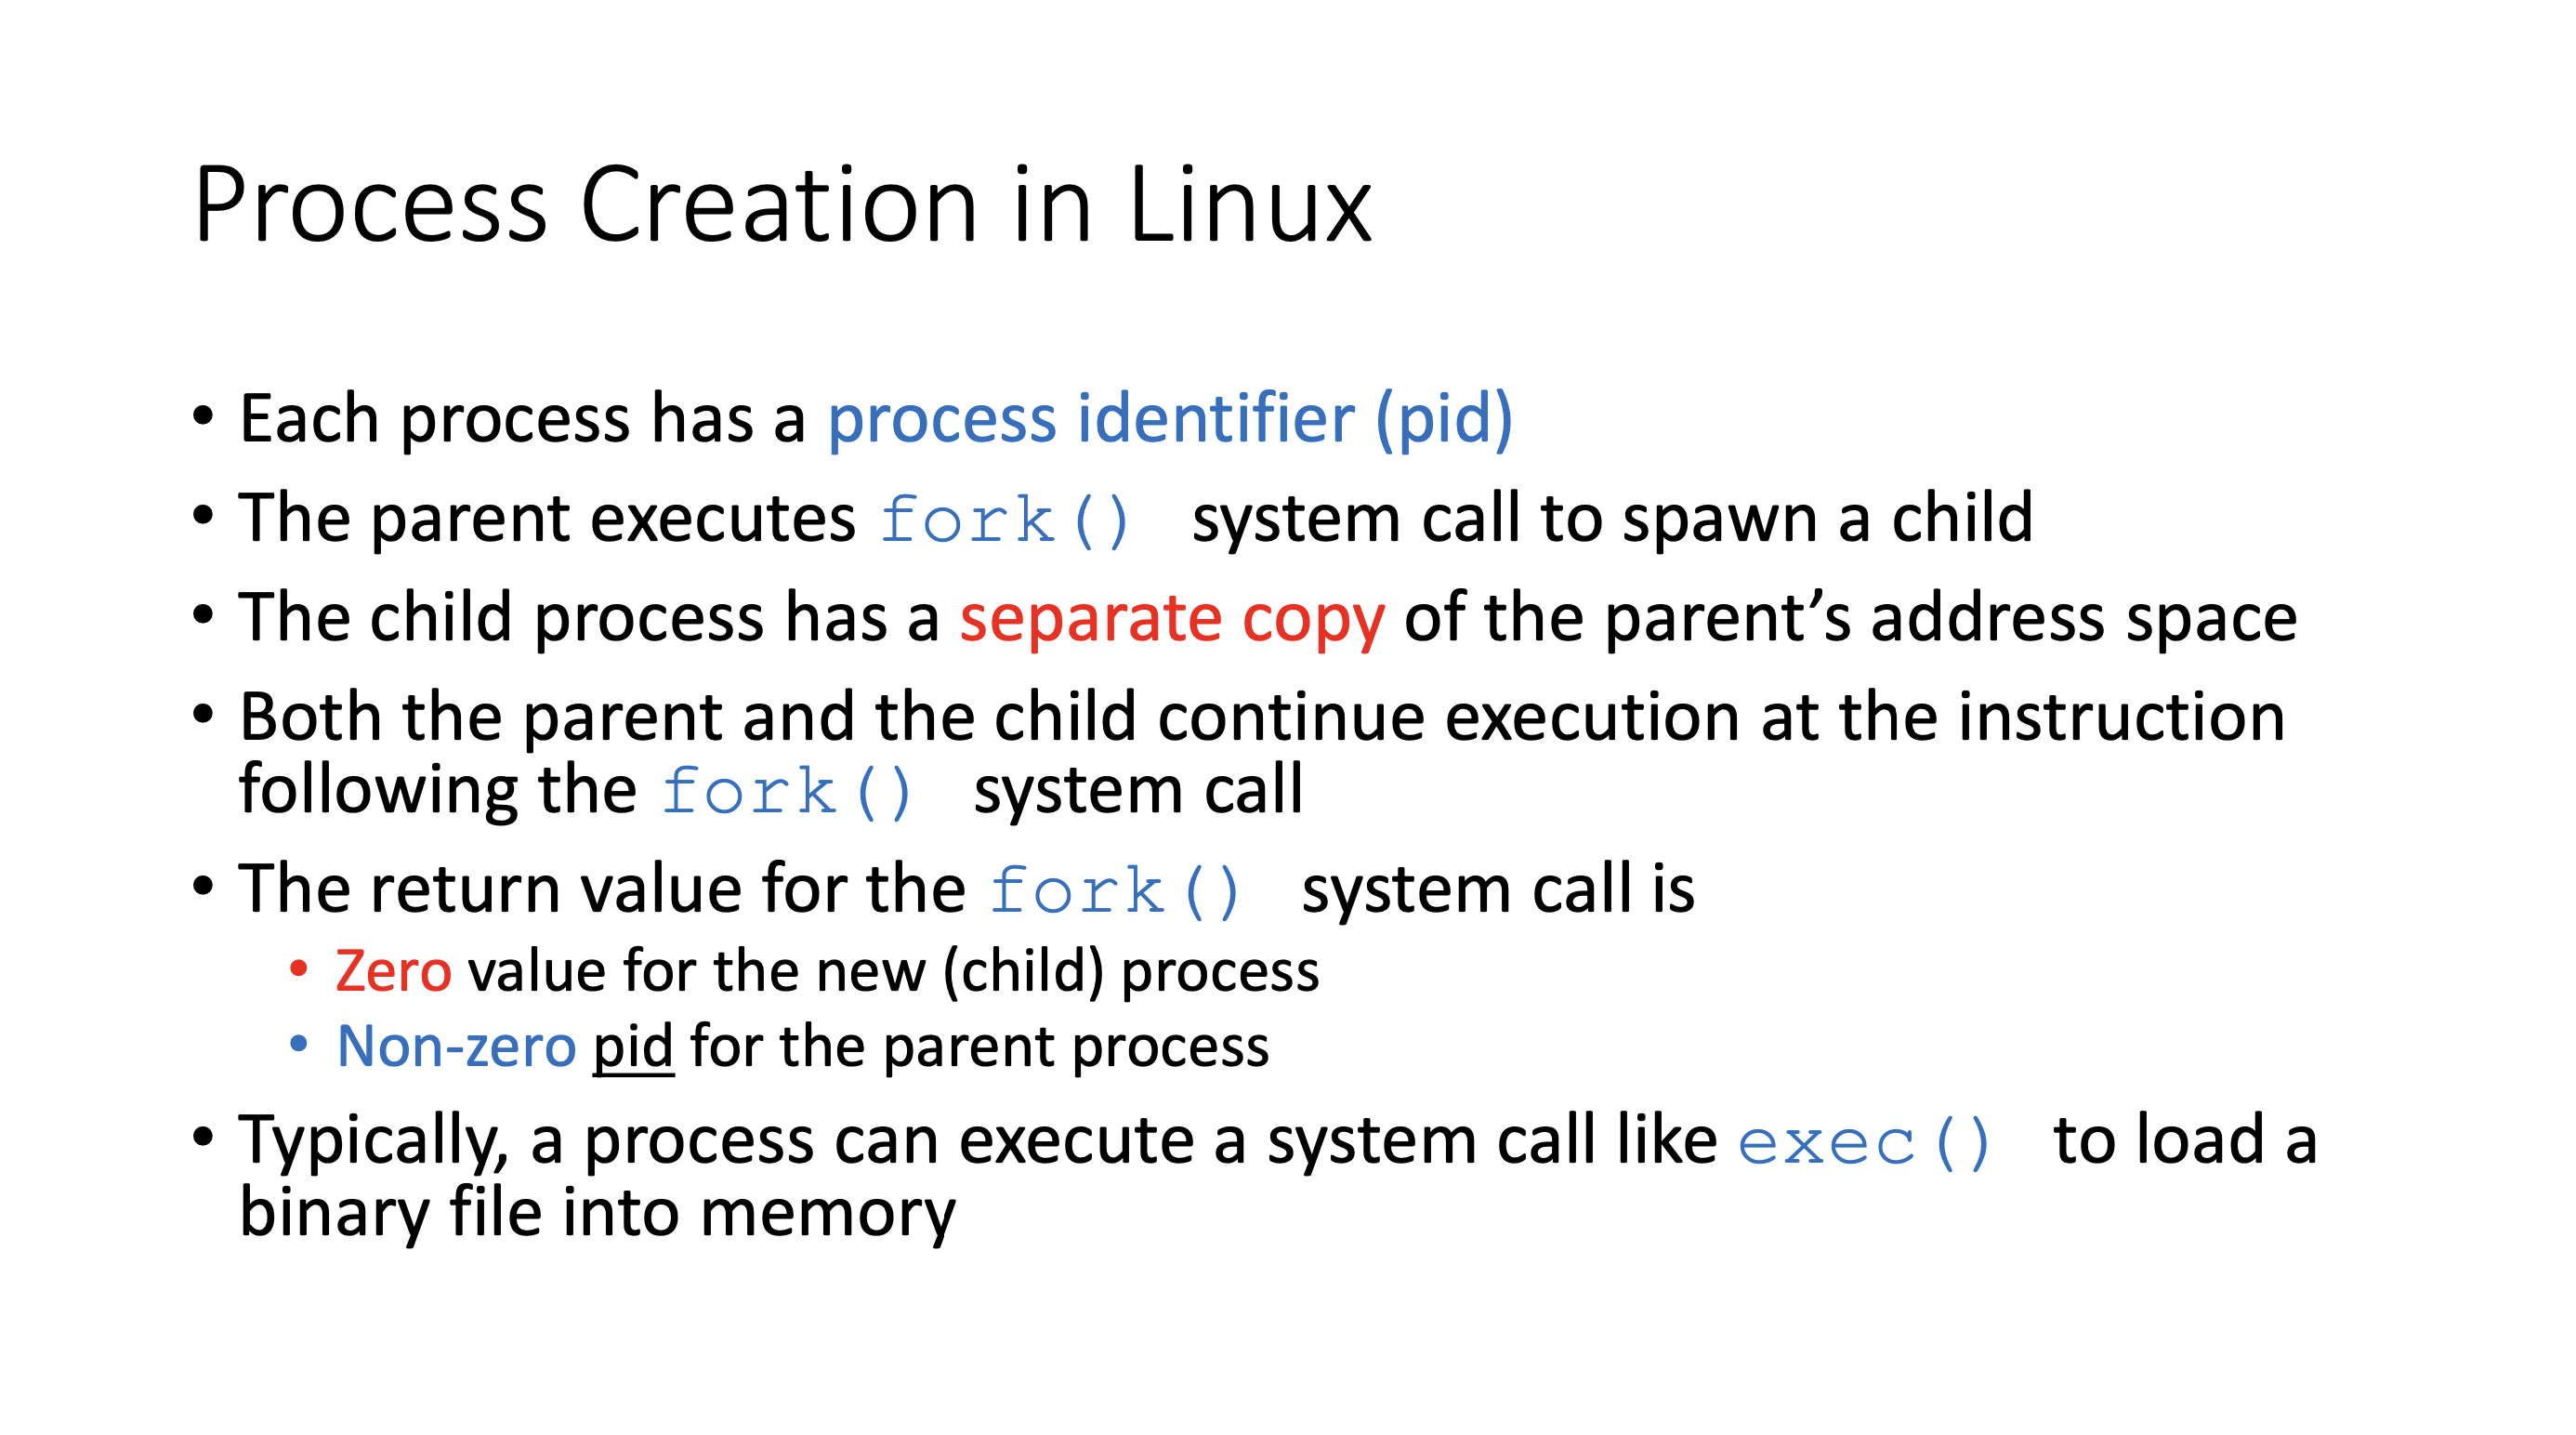 Process Creation in Linux
• Each process has a process identifier (pid)
• The parent executes fork() system call to spawn a child
• The child process has a separate copy of the parent’s address space
• Both the parent and the child continue execution at the instruction
following the fork() system call
• The return value for the fork() system call is
• Zero value for the new (child) process
• Non-zero pid for the parent process
• Typically, a process can execute a system call like exec() to load a
binary file into memory